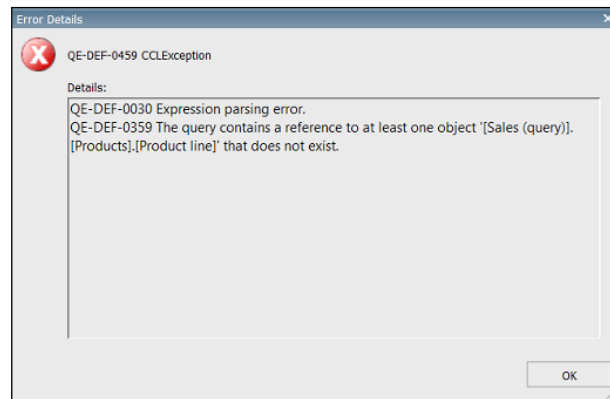 Error Details
QE-DEF-0459 CCLException
Details:
QE-DEF-0030 Expression parsing error.
QE-DEF-0359 The query contains a reference to at least one object '[Sales (query)].
[Products].[Product line]' that does not exist.
OK